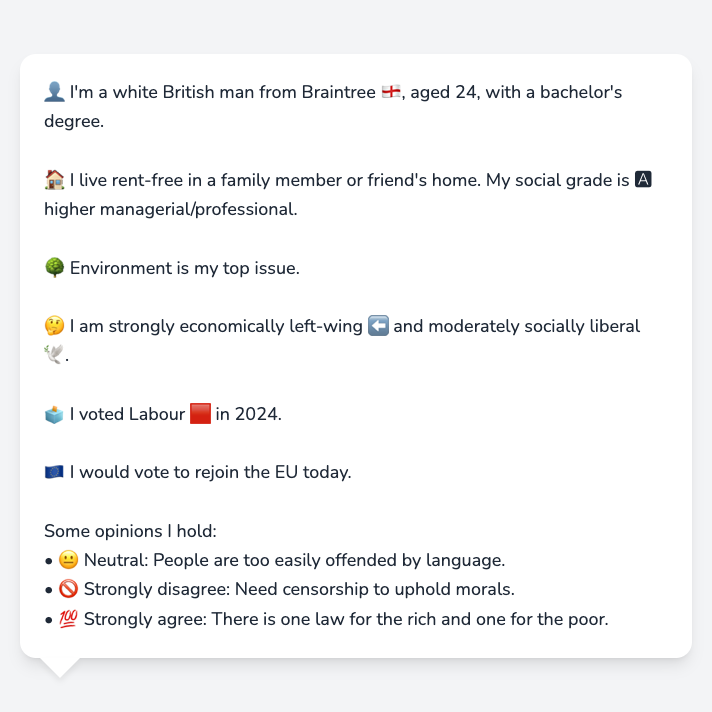 👤 I'm a white British man from Braintree 🏴󠁧󠁢󠁥󠁮󠁧󠁿, aged 24, with a bachelor's
degree.
🏠 I live rent-free in a family member or friend's home. My social grade is 🅰
higher managerial/professional.
🌳 Environment is my top issue.
🤔 I am strongly economically left-wing ⬅️ and moderately socially liberal
🕊️.
🗳️ I voted Labour 🟥 in 2024.
🇪🇺 I would vote to rejoin the EU today.
Some opinions I hold:
• 😐 Neutral: People are too easily offended by language.
• 🚫 Strongly disagree: Need censorship to uphold morals.
• 💯 Strongly agree: There is one law for the rich and one for the poor.